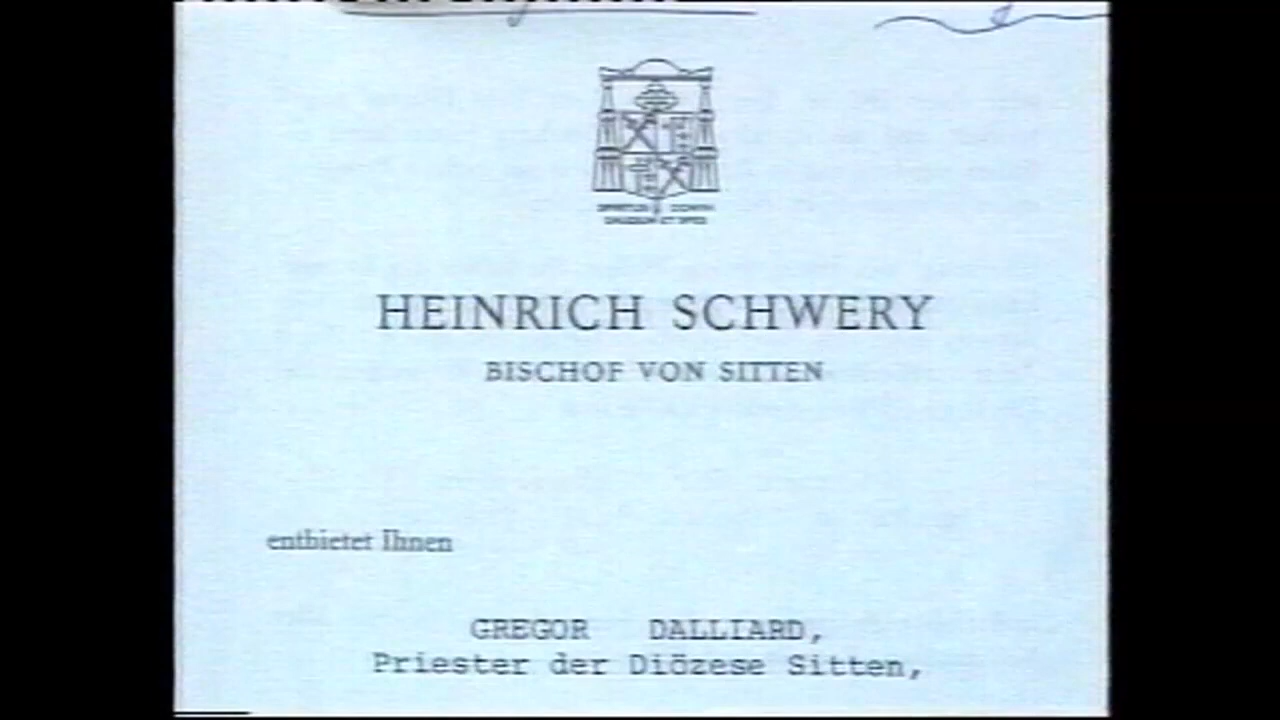 HEINRICH SCHWERY
BISCHOF VON SITTEN
entbietet Ihnen
GREGOR DALLIARD,
Priester der Diözese Sitten,